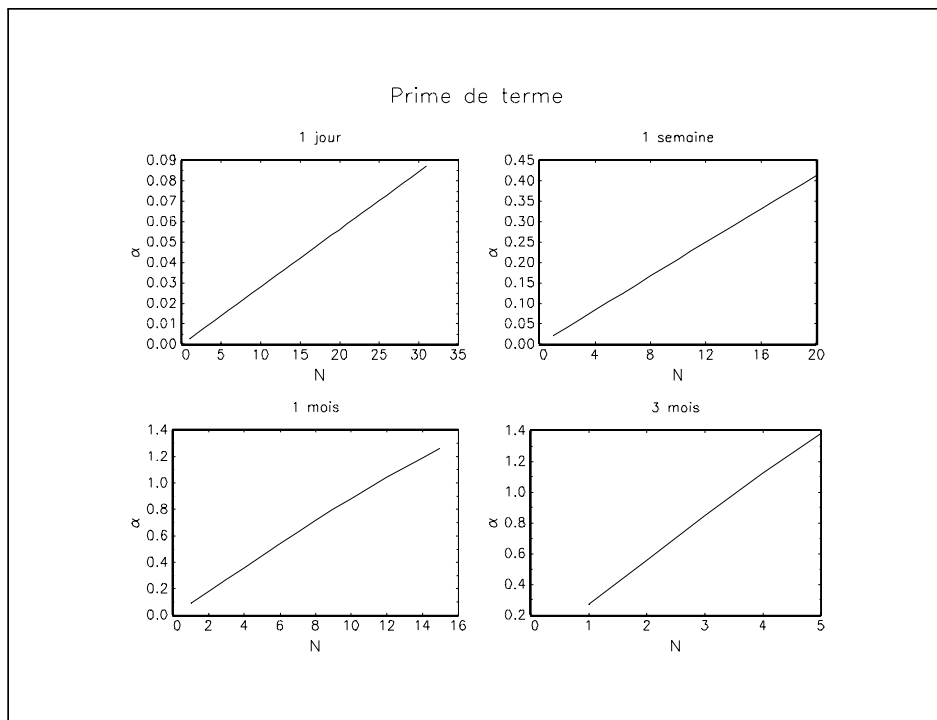 Prime de terme
1 jour
0.09
0.08
0.07
0.06
0.05
0.04
0.03
0.02
0.01
0.00
α
0 5 10 15 20 25 30 35
N
1 semaine
0.45
0.40
0.35
0.30
0.25
0.20
0.15
0.10
0.05
0.00
α
0 4 8 12 16 20
N
1 mois
1.4
1.2
1.0
0.8
0.6
0.4
0.2
0.0
α
0 2 4 6 8 10 12 14 16
N
3 mois
1.4
1.2
1.0
0.8
0.6
0.4
0.2
α
0 1 2 3 4 5
N